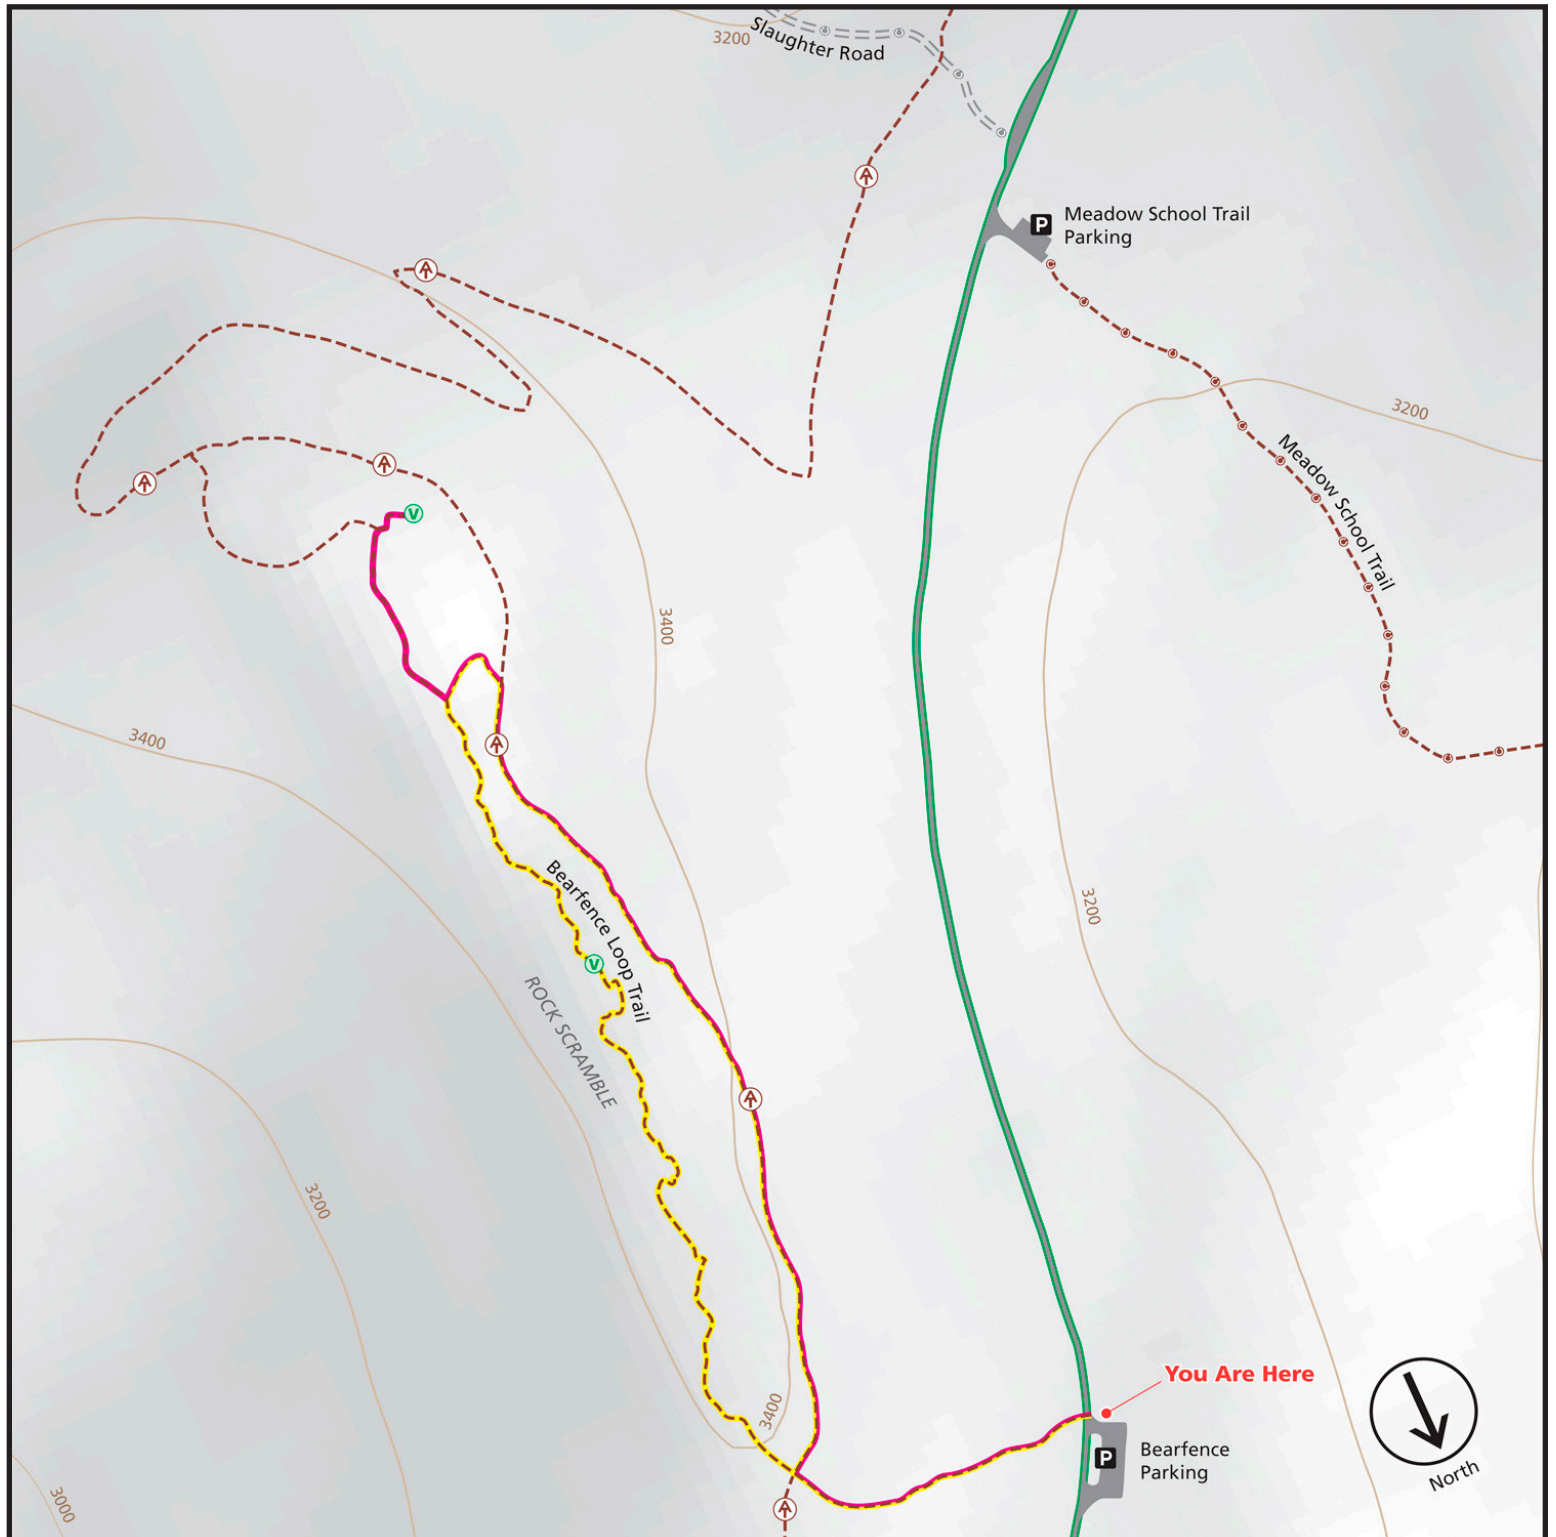 3200
Slaughter Road
Meadow School Trail
P
Parking
3200
Meadow School Trail
V
3400
3400
3200
Bearfence Loop Trail
V
ROCK SCRAMBLE
3200
You Are Here
3400
Bearfence
P
Parking
North
3000